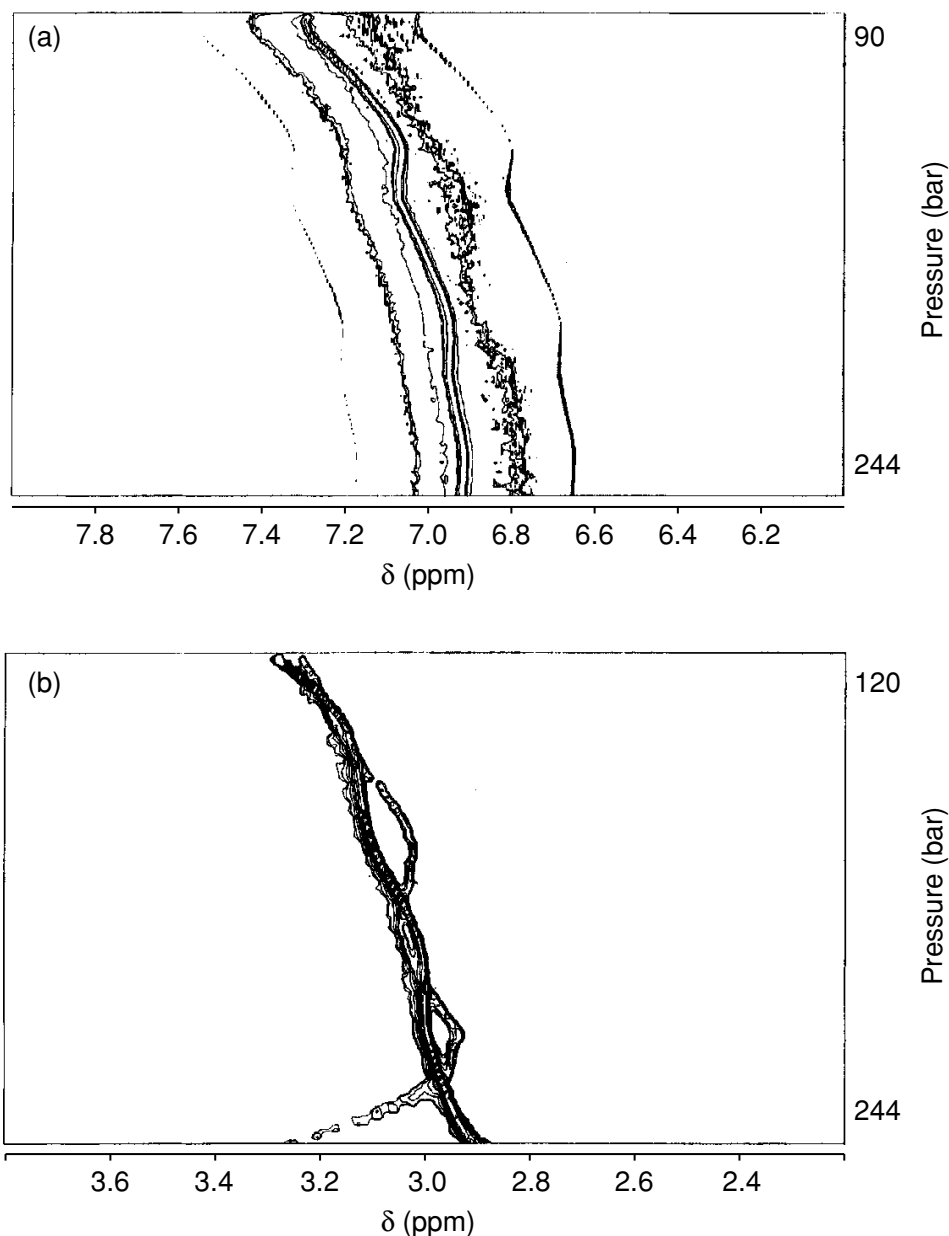 (a)
90
Pressure (bar)
244
7.8 7.6 7.4 7.2 7.0 6.8 6.6 6.4 6.2
δ (ppm)
(b)
120
Pressure (bar)
244
3.6 3.4 3.2 3.0 2.8 2.6 2.4
δ (ppm)